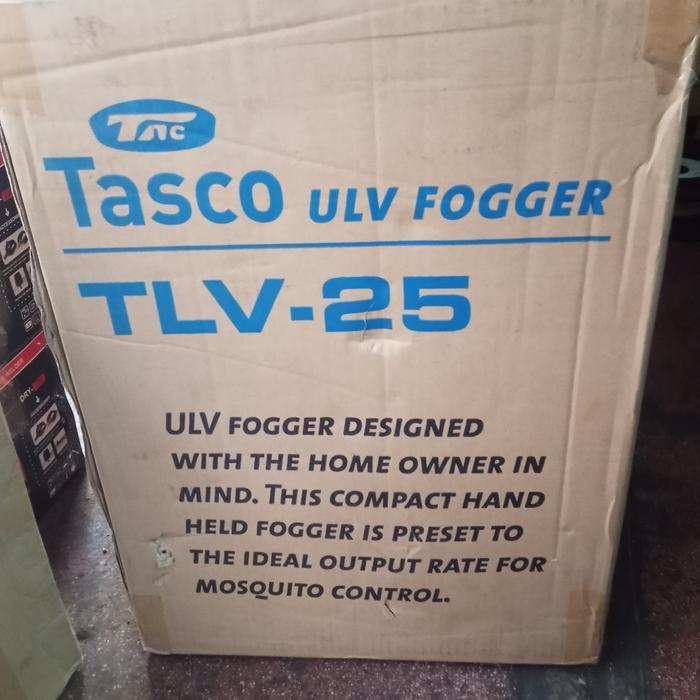 TAC
Tasco ULV FOGGER
TLV-25
ULV FOGGER DESIGNED
WITH THE HOME OWNER IN
MIND. THIS COMPACT HAND
HELD FOGGER IS PRESET TO
THE IDEAL OUTPUT RATE FOR
MOSQUITO CONTROL.